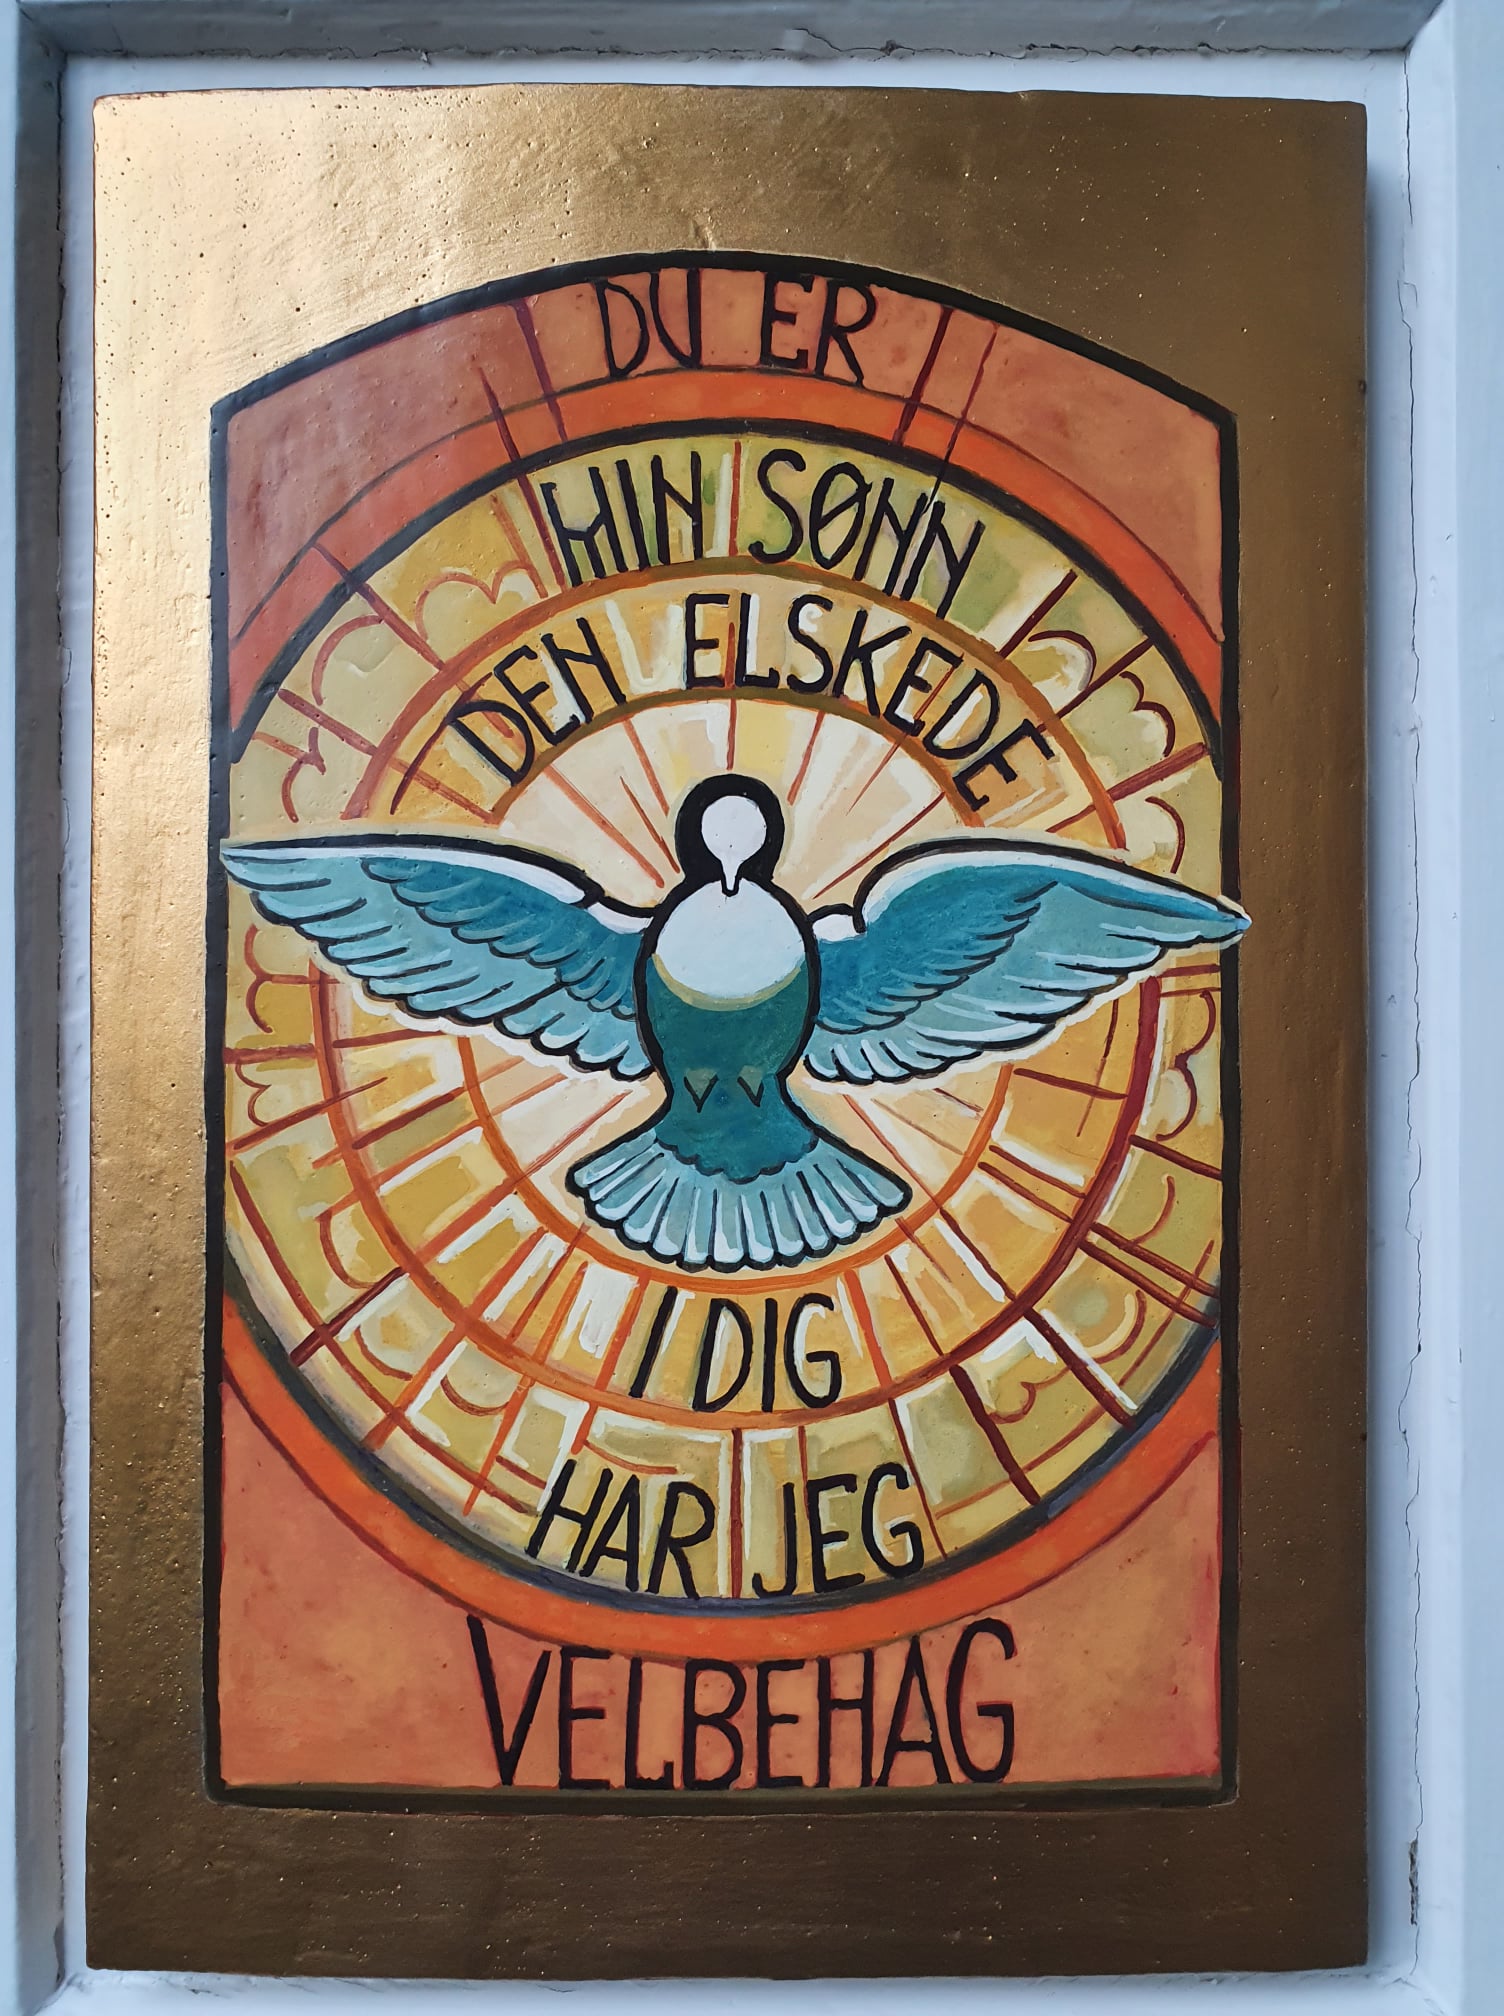 DU ER
MIN SØNN
DEN ELSKEDE
I DIG
HAR JEG
VELBEHAG